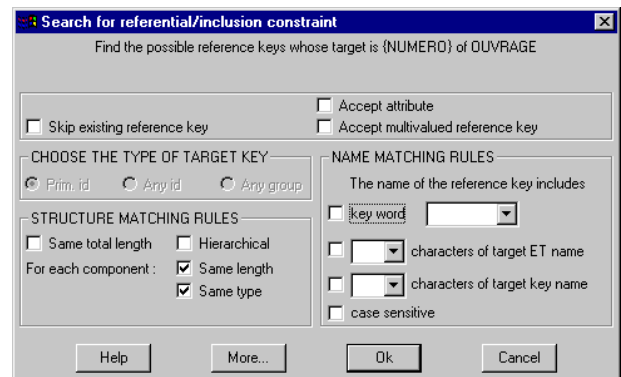 Search for referential/inclusion constraint
Find the possible reference keys whose target is {NUMERO} of OUVRAGE
Accept attribute
Skip existing reference key
Accept multivalued reference key
CHOOSE THE TYPE OF TARGET KEY
Prim. id Any id Any group
STRUCTURE MATCHING RULES
Same total length Hierarchical
For each component : Same length
Same type
NAME MATCHING RULES
The name of the reference key includes
key word
characters of target ET name
characters of target key name
case sensitive
Help More... Ok Cancel